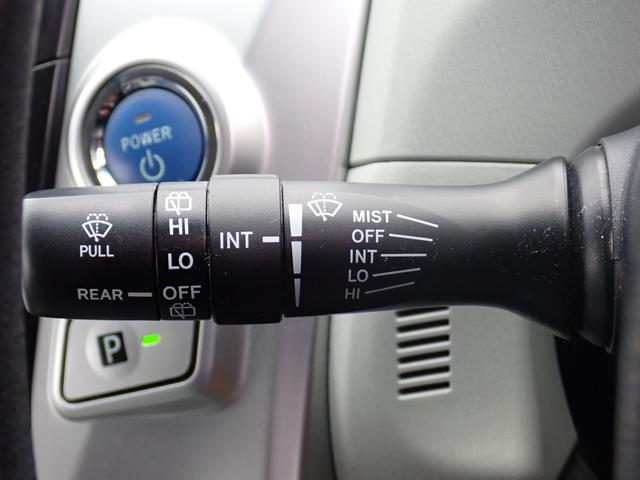 POWER
PULL
REAR
HI
LO
OFF
INT
MIST
OFF
INT
LO
HI
P